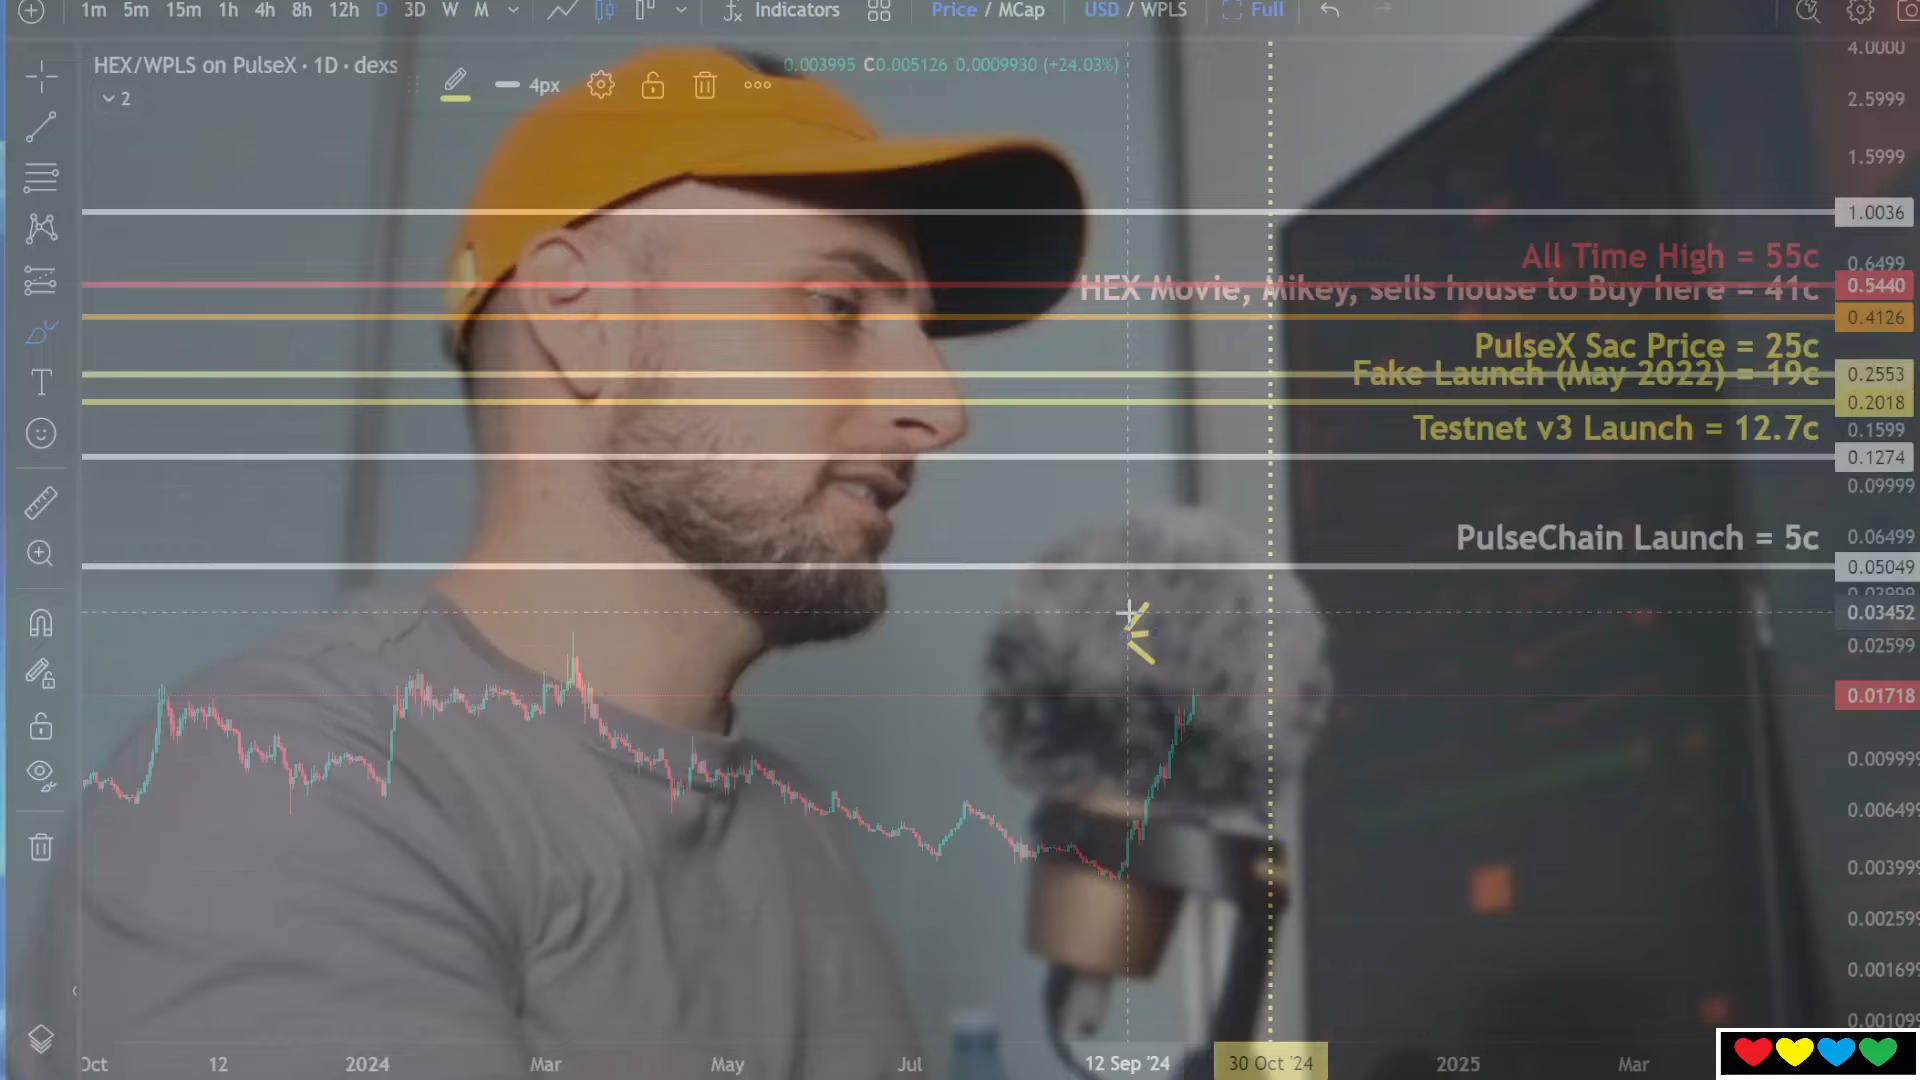 1m 5m 15m 1h 4h 8h 12h D 3D W M Indicators Price / MCap USD / WPLS Full
HEX/WPLS on PulseX · 1D · dexs 0.003995 C0.005126 0.0009930 (+24.03%)
2
4px
4.0000
2.5999
1.5999
1.0036
All Time High = 55c
0.6499
HEX Movie, Mikey, sells house to Buy here = 41c
0.5440
0.4126
PulseX Sac Price = 25c
Fake Launch (May 2022) = 19c
0.2553
0.2018
Testnet v3 Launch = 12.7c
0.1599
0.1274
0.09999
PulseChain Launch = 5c
0.06499
0.05049
0.03999
0.03452
0.02599
0.01718
0.009999
0.006499
0.003999
0.002599
0.001699
0.001099
Oct 12 2024 Mar May Jul 12 Sep '24 30 Oct '24 2025 Mar